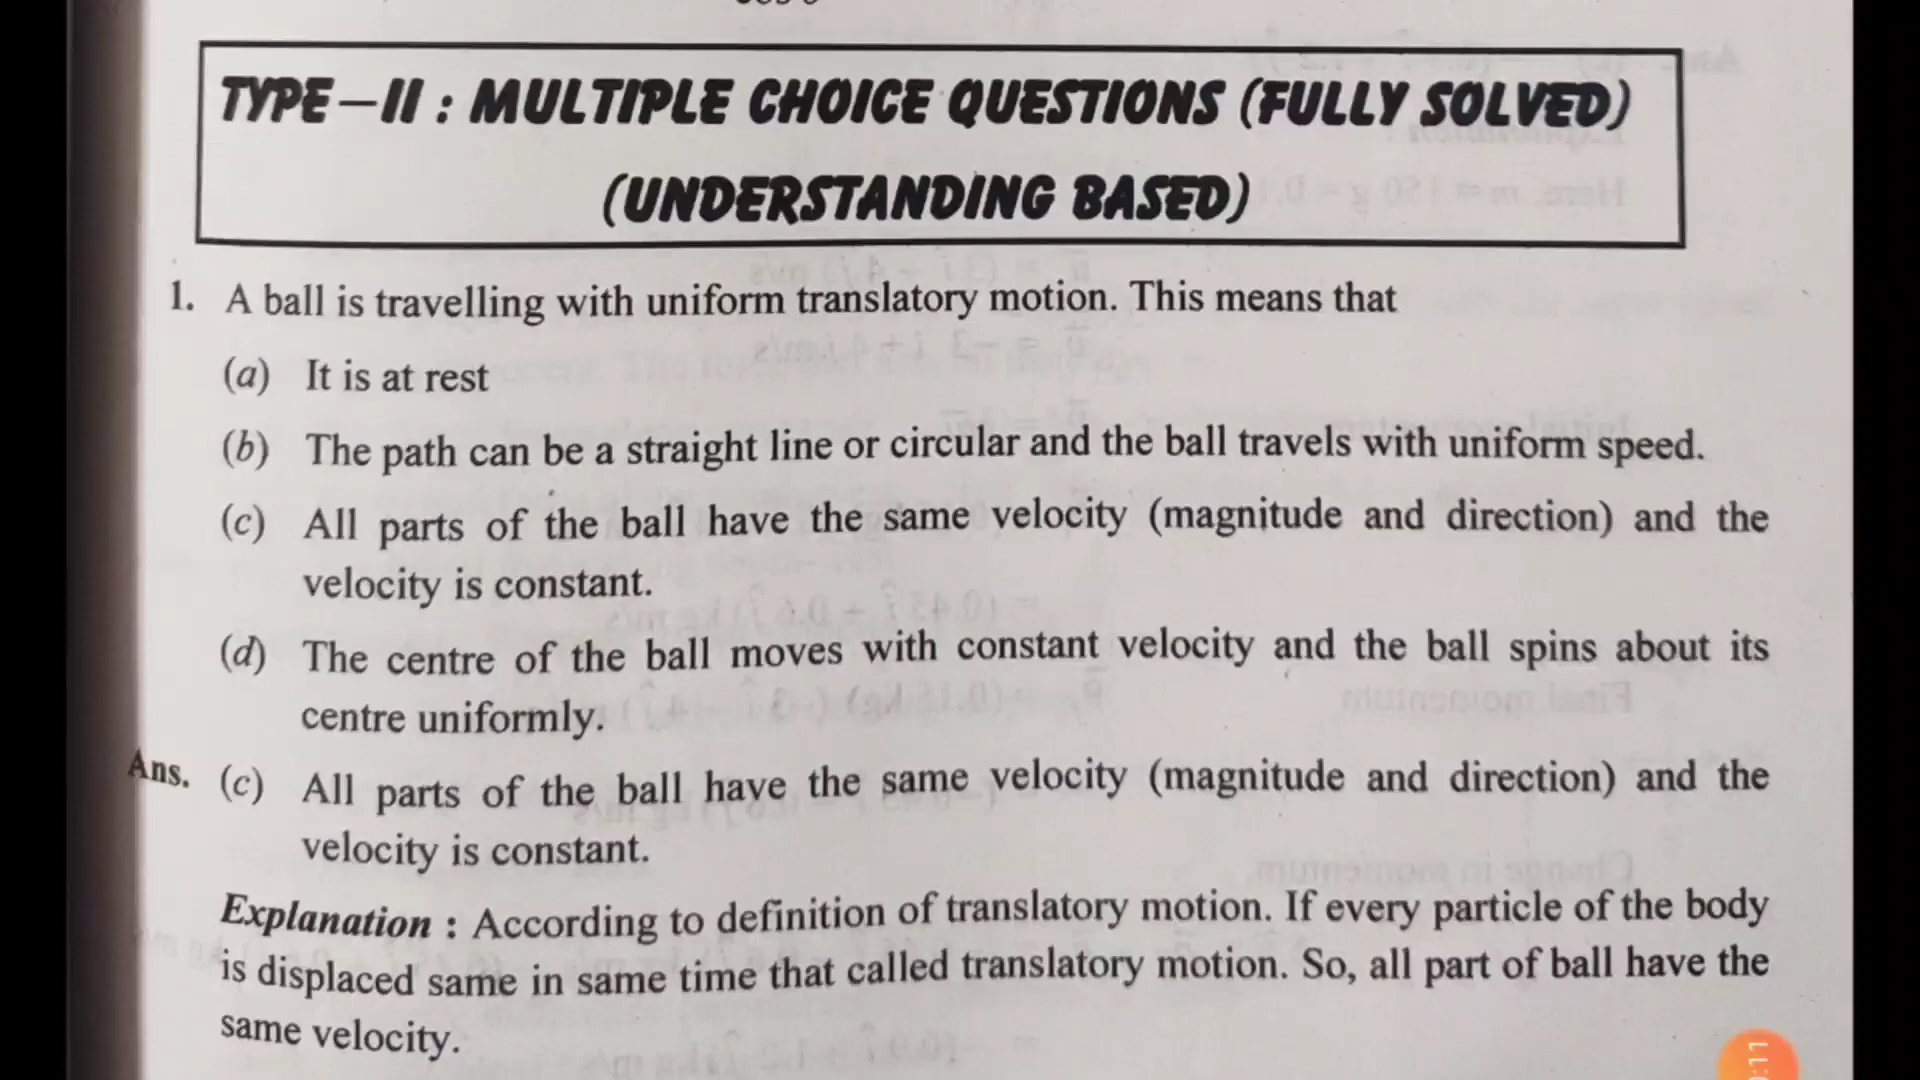 TYPE–II : MULTIPLE CHOICE QUESTIONS (FULLY SOLVED)
(UNDERSTANDING BASED)
1. A ball is travelling with uniform translatory motion. This means that
(a) It is at rest
(b) The path can be a straight line or circular and the ball travels with uniform speed.
(c) All parts of the ball have the same velocity (magnitude and direction) and the
velocity is constant.
(d) The centre of the ball moves with constant velocity and the ball spins about its
centre uniformly.
Ans. (c) All parts of the ball have the same velocity (magnitude and direction) and the
velocity is constant.
Explanation : According to definition of translatory motion. If every particle of the body
is displaced same in same time that called translatory motion. So, all part of ball have the
same velocity.